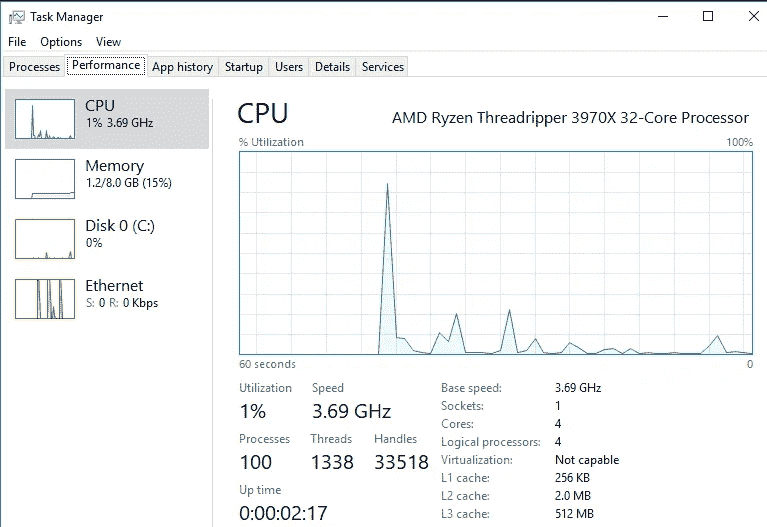 Task Manager
File Options View
Processes Performance App history Startup Users Details Services
CPU
1% 3.69 GHz
Memory
1.2/8.0 GB (15%)
Disk 0 (C:)
0%
Ethernet
S: 0 R: 0 Kbps
CPU AMD Ryzen Threadripper 3970X 32-Core Processor
% Utilization 100%
60 seconds 0
Utilization Speed
1% 3.69 GHz
Processes Threads Handles
100 1338 33518
Up time
0:00:02:17
Base speed: 3.69 GHz
Sockets: 1
Cores: 4
Logical processors: 4
Virtualization: Not capable
L1 cache: 256 KB
L2 cache: 2.0 MB
L3 cache: 512 MB